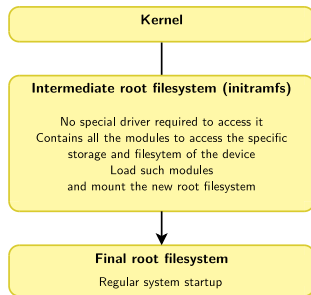 Kernel
Intermediate root filesystem (initramfs)
No special driver required to access it
Contains all the modules to access the specific
storage and filesytem of the device
Load such modules
and mount the new root filesystem
Final root filesystem
Regular system startup